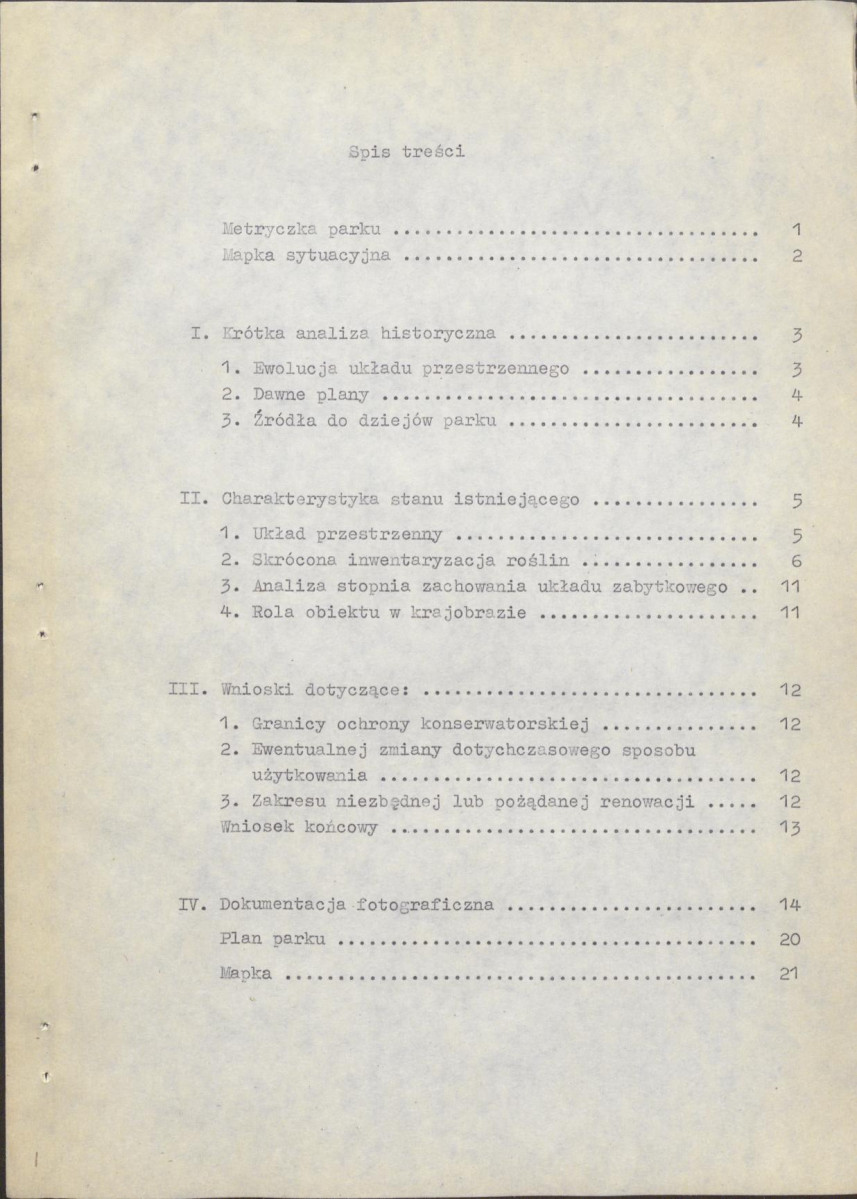 Spis treści
Metryczka parku ................................... 1
Mapka sytuacyjna .................................. 2
I. Krótka analiza historyczna ........................ 3
1. Ewolucja układu przestrzennego ................. 3
2. Dawne plany .................................... 4
3. Źródła do dziejów parku ........................ 4
II. Charakterystyka stanu istniejącego ................ 5
1. Układ przestrzenny ............................. 5
2. Skrócona inwentaryzacja roślin ................. 6
3. Analiza stopnia zachowania układu zabytkowego .. 11
4. Rola obiektu w krajobrazie ..................... 11
III. Wnioski dotyczące: ................................ 12
1. Granicy ochrony konserwatorskiej ............... 12
2. Ewentualnej zmiany dotychczasowego sposobu
użytkowania .................................... 12
3. Zakresu niezbędnej lub pożądanej renowacji ..... 12
Wniosek końcowy ................................... 13
IV. Dokumentacja fotograficzna ........................ 14
Plan parku ........................................ 20
Mapka ............................................. 21